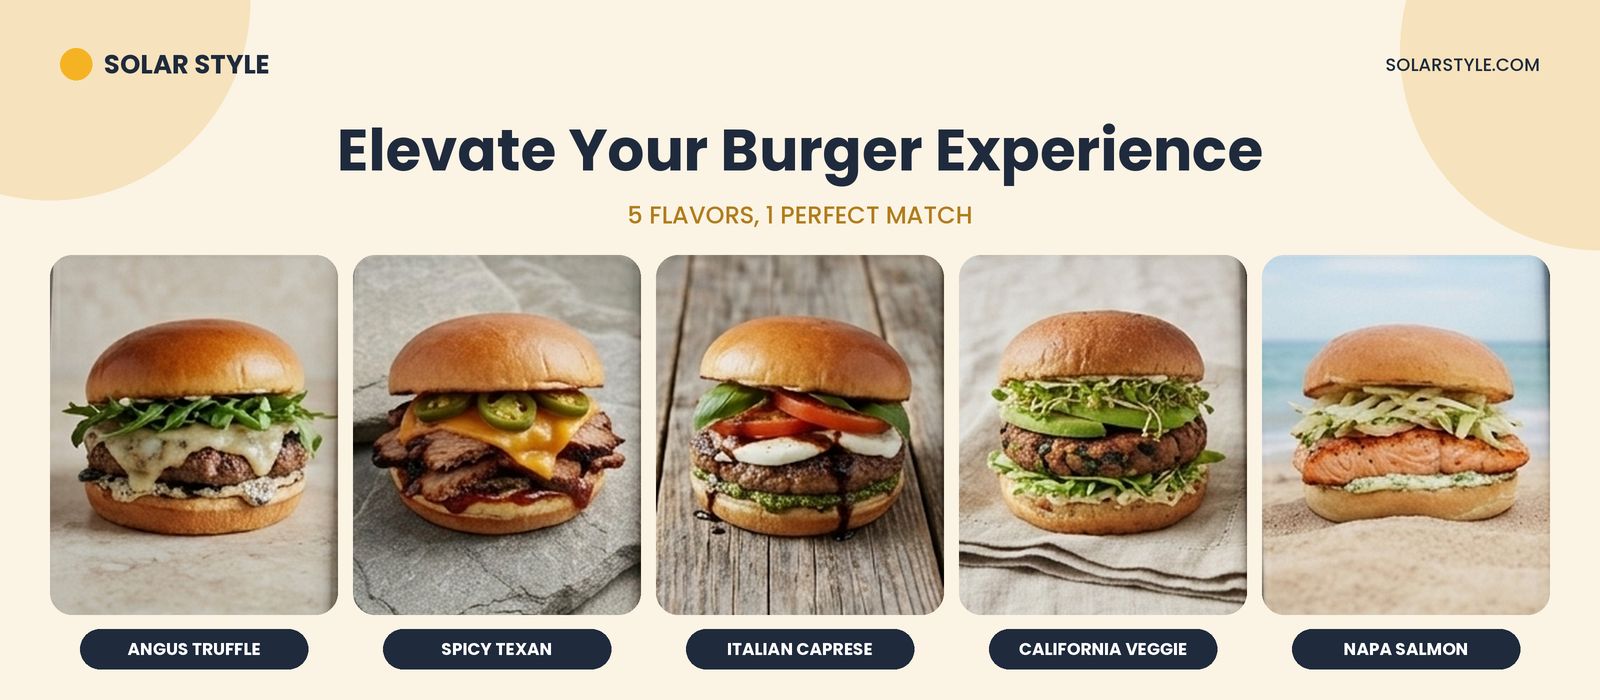 SOLAR STYLE
SOLARSTYLE.COM
Elevate Your Burger Experience
5 FLAVORS, 1 PERFECT MATCH
ANGUS TRUFFLE
SPICY TEXAN
ITALIAN CAPRESE
CALIFORNIA VEGGIE
NAPA SALMON